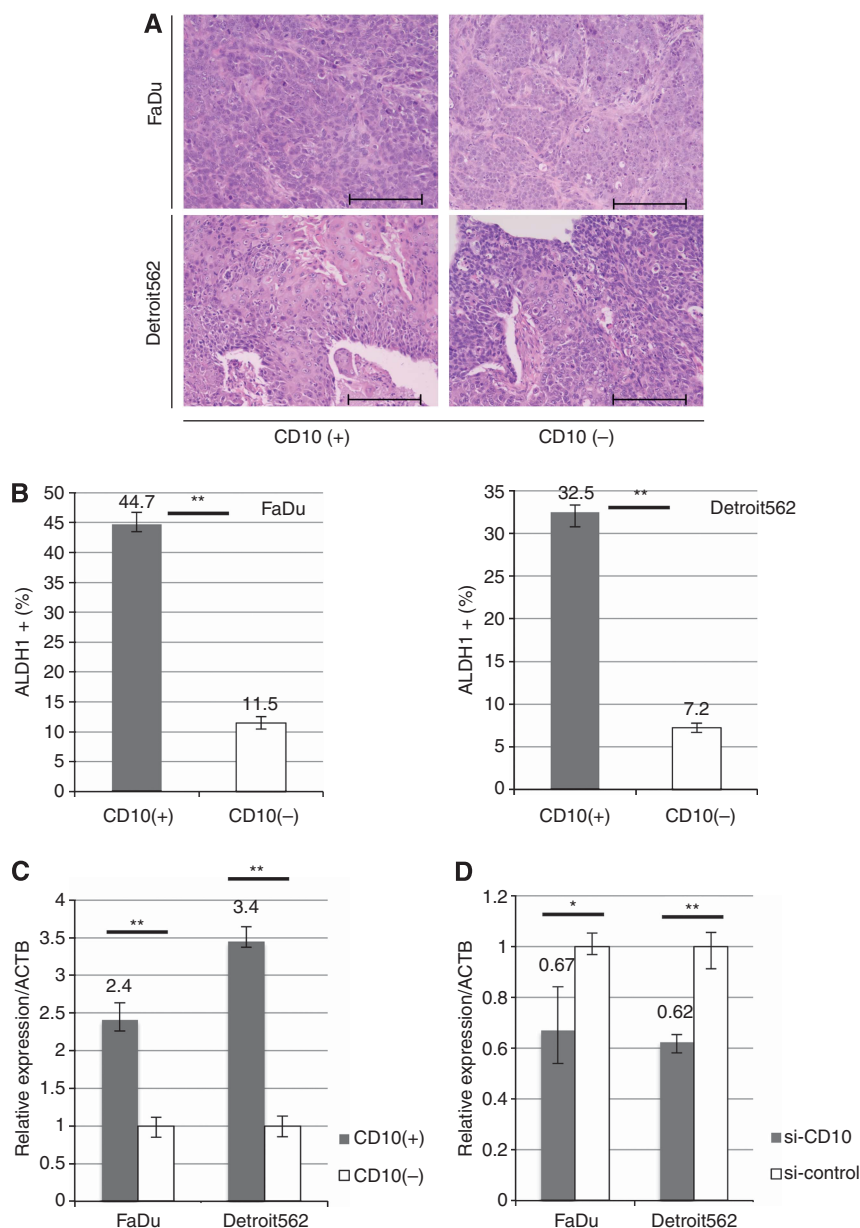 A
FaDu
Detroit562
CD10 (+)
CD10 (–)
B
ALDH1 + (%)
50
45
40
35
30
25
20
15
10
5
0
44.7
**
FaDu
11.5
CD10(+)
CD10(–)
ALDH1 + (%)
35
30
25
20
15
10
5
0
32.5
**
Detroit562
7.2
CD10(+)
CD10(–)
C
Relative expression/ACTB
4
3.5
3
2.5
2
1.5
1
0.5
0
**
2.4
**
3.4
FaDu
Detroit562
CD10(+)
CD10(–)
D
Relative expression/ACTB
1.2
1
0.8
0.6
0.4
0.2
0
*
0.67
**
0.62
FaDu
Detroit562
si-CD10
si-control